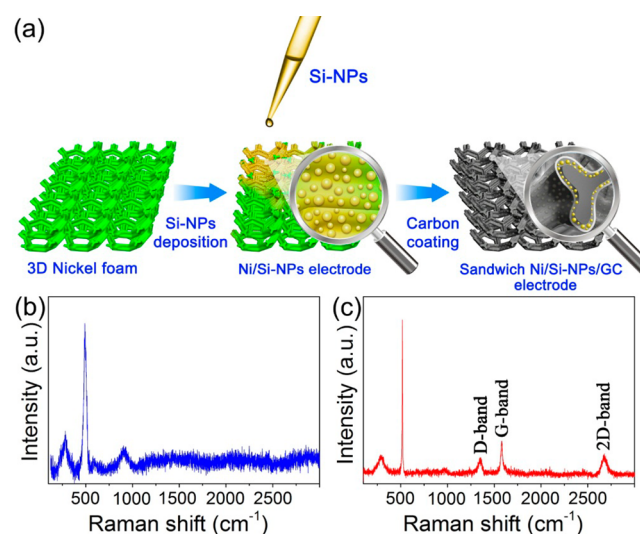 (a)
Si-NPs
Si-NPs
deposition
Carbon
coating
3D Nickel foam
Ni/Si-NPs electrode
Sandwich Ni/Si-NPs/GC
electrode
(b)
Intensity (a.u.)
500 1000 1500 2000 2500
Raman shift (cm-1)
(c)
Intensity (a.u.)
D-band
G-band
2D-band
500 1000 1500 2000 2500
Raman shift (cm-1)